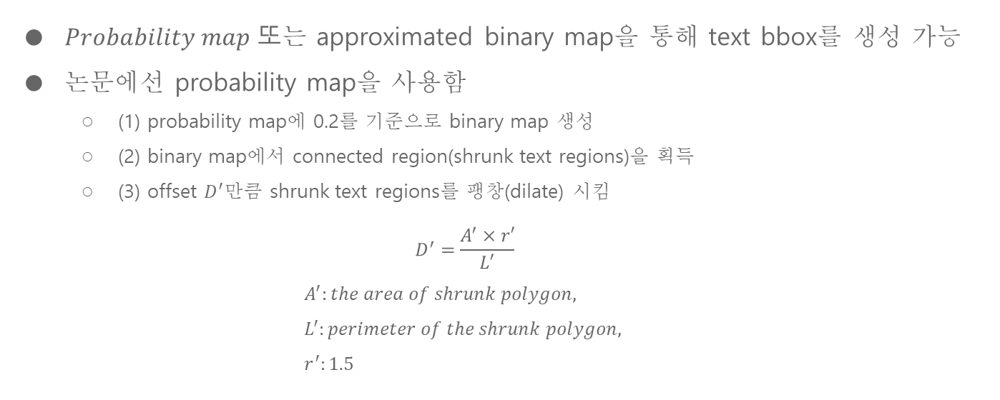 ● Probability map 또는 approximated binary map을 통해 text bbox를 생성 가능
● 논문에선 probability map을 사용함
○ (1) probability map에 0.2를 기준으로 binary map 생성
○ (2) binary map에서 connected region(shrunk text regions)을 획득
○ (3) offset D′만큼 shrunk text regions를 팽창(dilate) 시킴
D′ = A′ × r′ / L′
A′: the area of shrunk polygon,
L′: perimeter of the shrunk polygon,
r′: 1.5